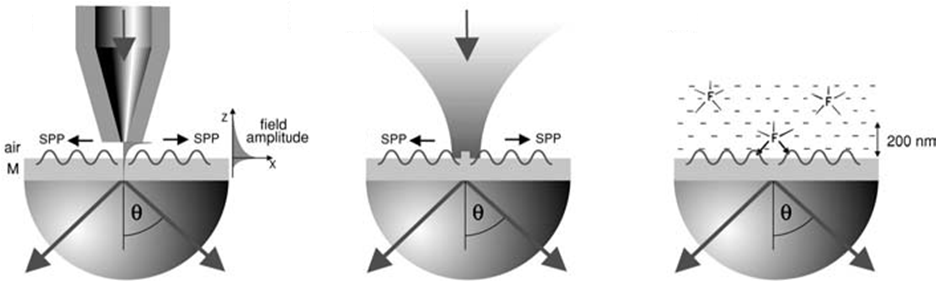 SPP SPP
z
field
amplitude
x
air
M
θ
SPP SPP
θ
F
F
F
200 nm
θ